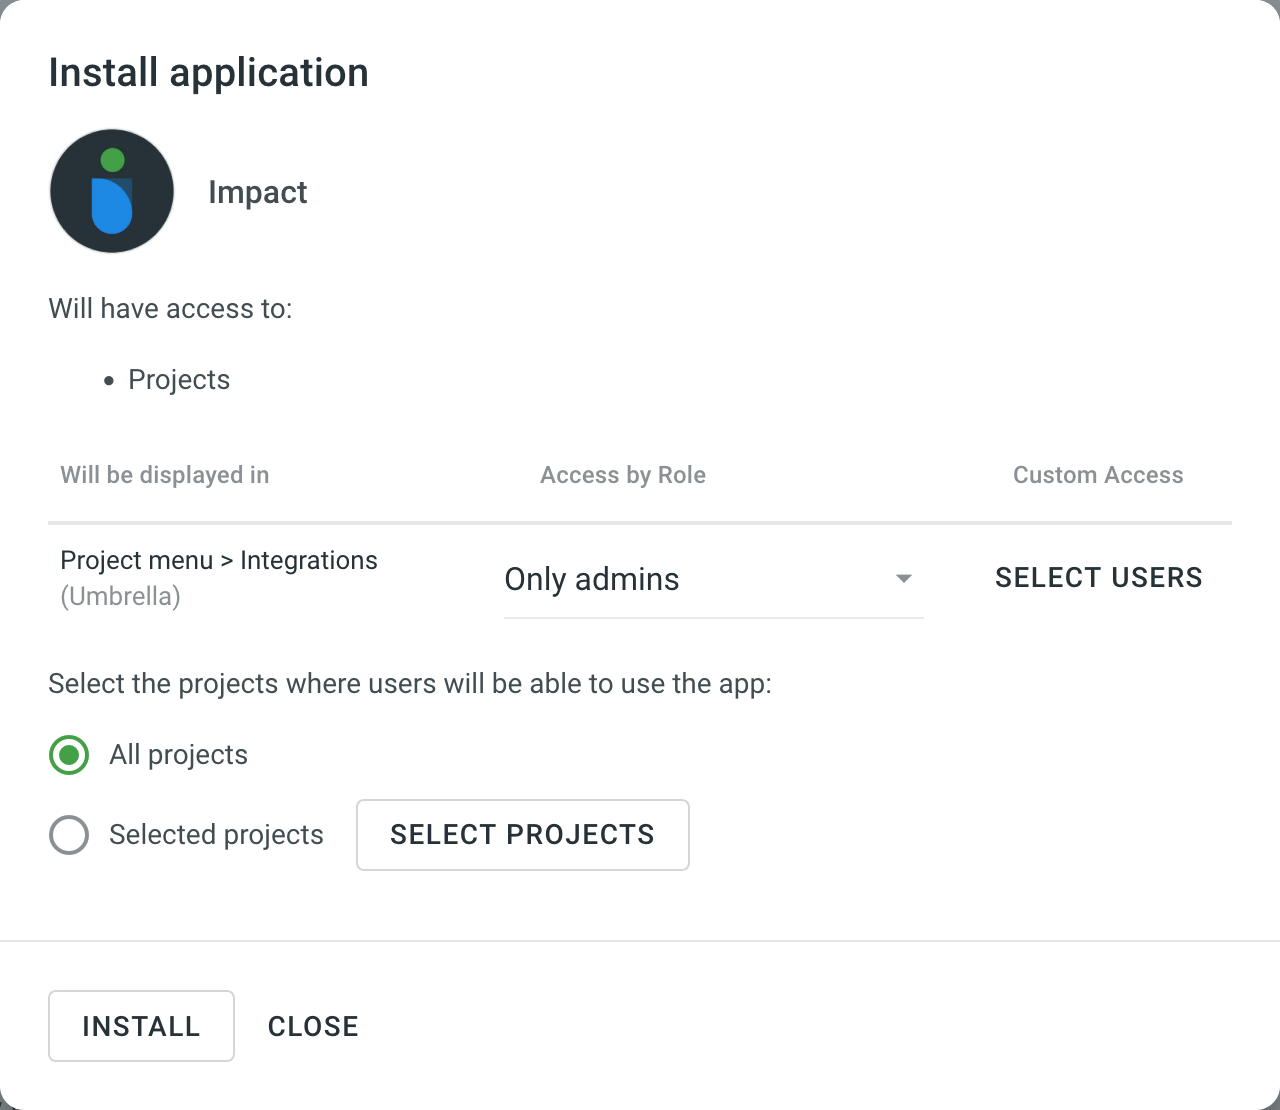 Install application
Impact
Will have access to:
• Projects
Will be displayed in Access by Role Custom Access
Project menu > Integrations
(Umbrella)
Only admins
SELECT USERS
Select the projects where users will be able to use the app:
All projects
Selected projects
SELECT PROJECTS
INSTALL CLOSE